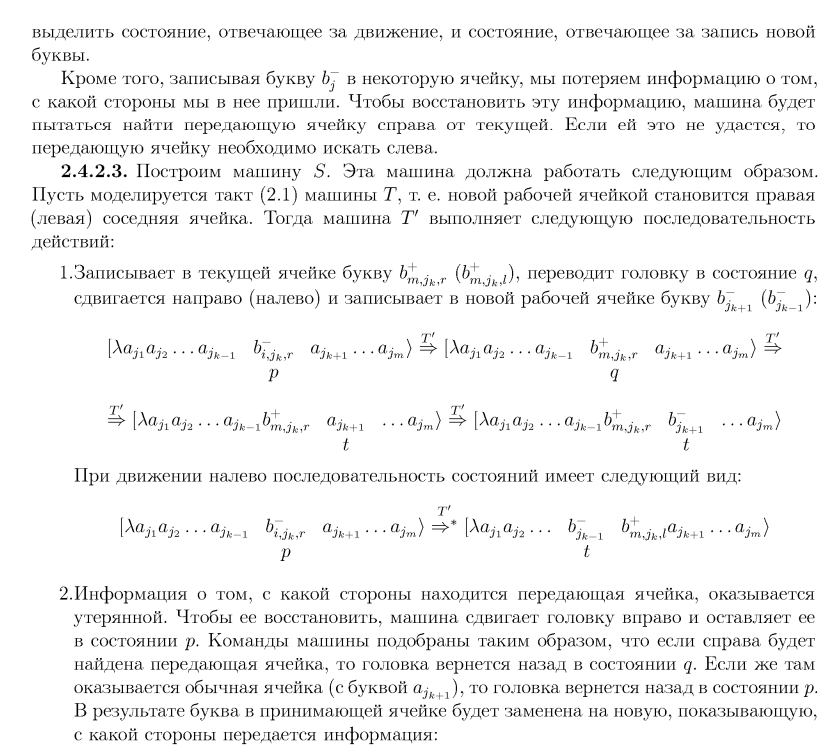 выделить состояние, отвечающее за движение, и состояние, отвечающее за запись новой
буквы.
Кроме того, записывая букву $b_j^-$ в некоторую ячейку, мы потеряем информацию о том,
с какой стороны мы в нее пришли. Чтобы восстановить эту информацию, машина будет
пытаться найти передающую ячейку справа от текущей. Если ей это не удастся, то
передающую ячейку необходимо искать слева.
2.4.2.3. Построим машину $S$. Эта машина должна работать следующим образом.
Пусть моделируется такт (2.1) машины $T$, т. е. новой рабочей ячейкой становится правая
(левая) соседняя ячейка. Тогда машина $T'$ выполняет следующую последовательность
действий:
1.Записывает в текущей ячейке букву $b_{m,j_k,r}^+$ ($b_{m,j_k,l}^+$), переводит головку в состояние $q$,
сдвигается направо (налево) и записывает в новой рабочей ячейке букву $b_{j_{k+1}}^-$ ($b_{j_{k-1}}^-$):
$[\lambda a_{j_1} a_{j_2} \ldots a_{j_{k-1}} \underset{p}{b_{i,j_k,r}^-} a_{j_{k+1}} \ldots a_{j_m}\rangle \overset{T'}{\Rightarrow} [\lambda a_{j_1} a_{j_2} \ldots a_{j_{k-1}} \underset{q}{b_{m,j_k,r}^+} a_{j_{k+1}} \ldots a_{j_m}\rangle \overset{T'}{\Rightarrow}$
$\overset{T'}{\Rightarrow} [\lambda a_{j_1} a_{j_2} \ldots a_{j_{k-1}} b_{m,j_k,r}^+ \underset{t}{a_{j_{k+1}}} \ldots a_{j_m}\rangle \overset{T'}{\Rightarrow} [\lambda a_{j_1} a_{j_2} \ldots a_{j_{k-1}} b_{m,j_k,r}^+ \underset{t}{b_{j_{k+1}}^-} \ldots a_{j_m}\rangle$
При движении налево последовательность состояний имеет следующий вид:
$[\lambda a_{j_1} a_{j_2} \ldots a_{j_{k-1}} \underset{p}{b_{i,j_k,r}^-} a_{j_{k+1}} \ldots a_{j_m}\rangle \overset{T'}{\Rightarrow}{}^* [\lambda a_{j_1} a_{j_2} \ldots \underset{t}{b_{j_{k-1}}^-} b_{m,j_k,l}^+ a_{j_{k+1}} \ldots a_{j_m}\rangle$
2.Информация о том, с какой стороны находится передающая ячейка, оказывается
утерянной. Чтобы ее восстановить, машина сдвигает головку вправо и оставляет ее
в состоянии $p$. Команды машины подобраны таким образом, что если справа будет
найдена передающая ячейка, то головка вернется назад в состоянии $q$. Если же там
оказывается обычная ячейка (с буквой $a_{j_{k+1}}$), то головка вернется назад в состоянии $p$.
В результате буква в принимающей ячейке будет заменена на новую, показывающую,
с какой стороны передается информация: